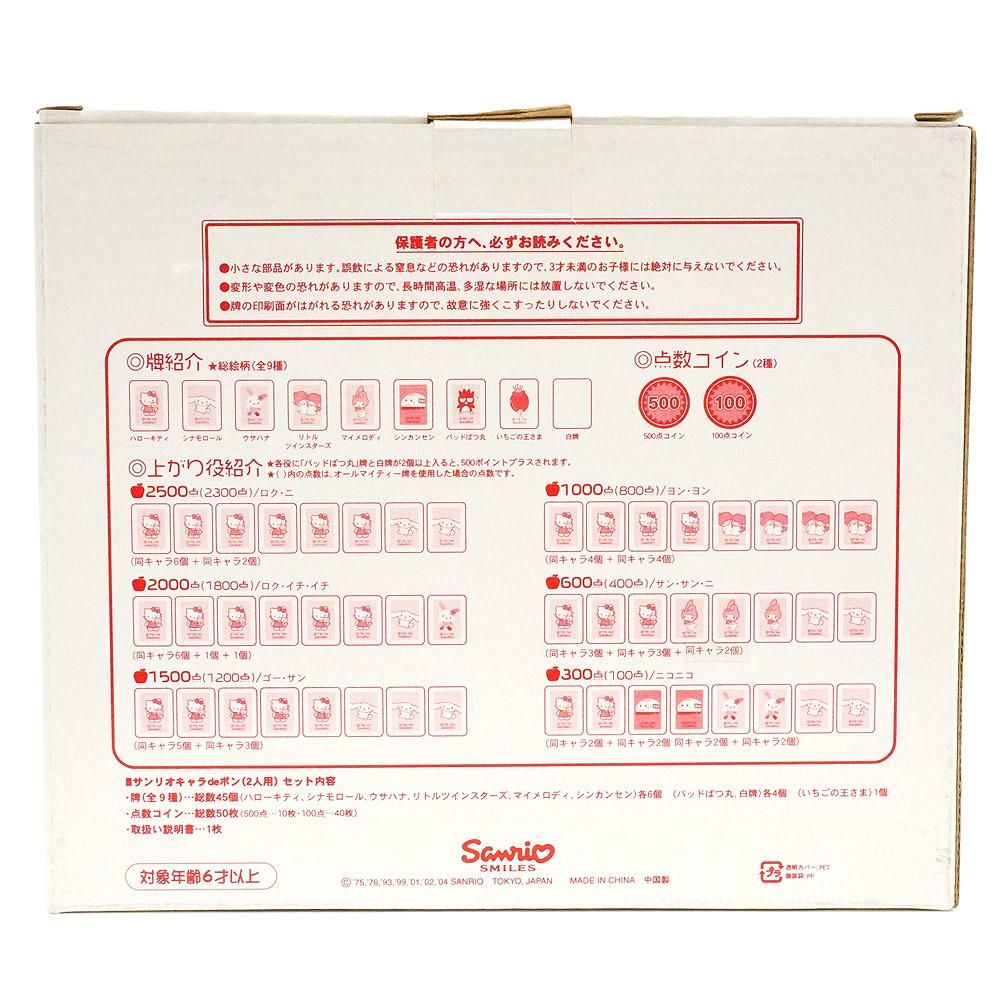 保護者の方へ、必ずお読みください。
●小さな部品があります。誤飲による窒息などの恐れがありますので、3才未満のお子様には絶対に与えないでください。
●変形や変色の恐れがありますので、長時間高温、多湿な場所には放置しないでください。
●牌の印刷面がはがれる恐れがありますので、故意に強くこすったりしないでください。
◎牌紹介 ★総絵柄(全9種)
ハローキティ シナモロール ウサハナ リトルツインスターズ マイメロディ シンカンセン バッドばつ丸 いちごの王さま 白牌
◎点数コイン(2種)
500 100
500点コイン 100点コイン
◎上がり役紹介 ★各役に「バッドばつ丸」牌と白牌が2個以上入ると、500ポイントプラスされます。
★( )内の点数は、オールマイティー牌を使用した場合の点数です。
2500点(2300点)/ロク・ニ
(同キャラ6個 + 同キャラ2個)
2000点(1800点)/ロク・イチ・イチ
(同キャラ6個 + 1個 + 1個)
1500点(1200点)/ゴー・サン
(同キャラ5個 + 同キャラ3個)
1000点(800点)/ヨン・ヨン
(同キャラ4個 + 同キャラ4個)
600点(400点)/サン・サン・ニ
(同キャラ3個 + 同キャラ3個 + 同キャラ2個)
300点(100点)/ニコニコ
(同キャラ2個 + 同キャラ2個 同キャラ2個 + 同キャラ2個)
■サンリオキャラdeポン(2人用) セット内容
・牌(全9種)…総数45個(ハローキティ、シナモロール、ウサハナ、リトルツインスターズ、マイメロディ、シンカンセン)各6個 (バッドばつ丸、白牌)各4個 (いちごの王さま)1個
・点数コイン…総数50枚(500点…10枚・100点…40枚)
・取扱い説明書…1枚
対象年齢6才以上
Sanrio
SMILES
© '75,'76,'93,'99,'01,'02,'04 SANRIO TOKYO, JAPAN MADE IN CHINA 中国製
プラ
透明カバー:PET
個装袋:PP